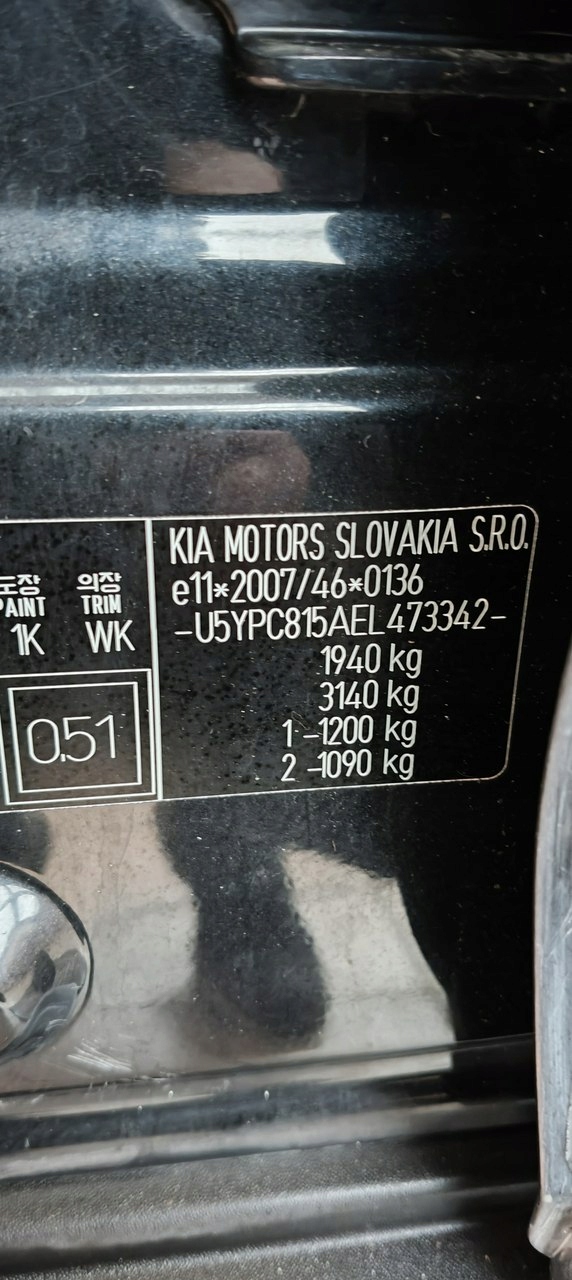 도장 의장
PAINT TRIM
1K WK
0.51
KIA MOTORS SLOVAKIA S.R.O.
e11*2007/46*0136
-U5YPC815AEL473342-
1940 kg
3140 kg
1-1200 kg
2-1090 kg